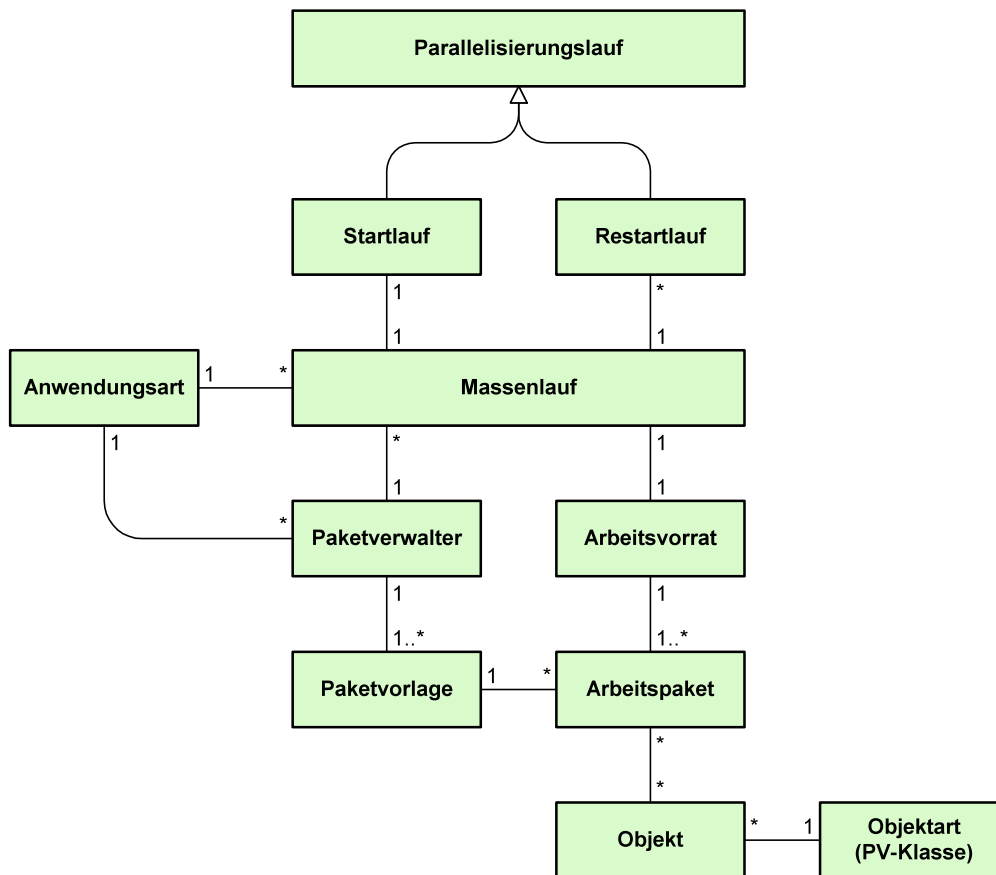 Parallelisierungslauf
Startlauf
Restartlauf
1
*
1
1
Anwendungsart
1
*
Massenlauf
1
*
1
*
1
1
Paketverwalter
Arbeitsvorrat
1
1
1..*
1..*
Paketvorlage
1
*
Arbeitspaket
*
*
Objekt
*
1
Objektart
(PV-Klasse)